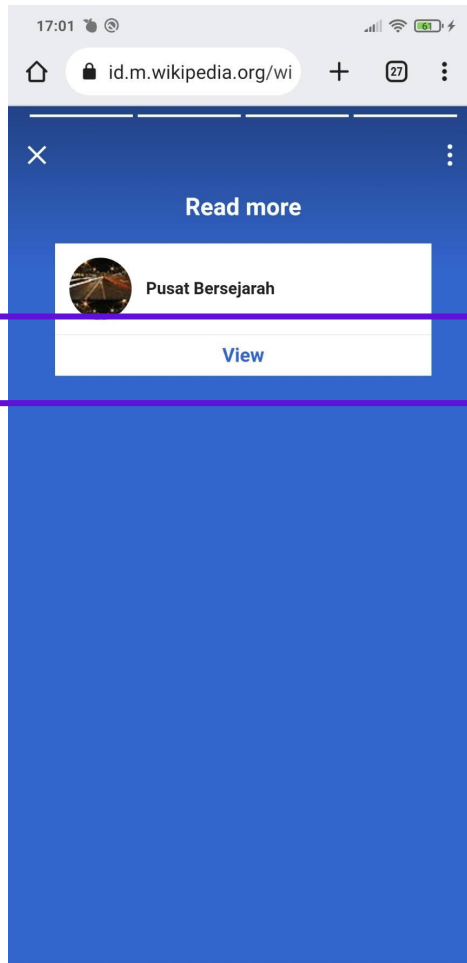 17:01
61
id.m.wikipedia.org/wi
27
Read more
Pusat Bersejarah
View